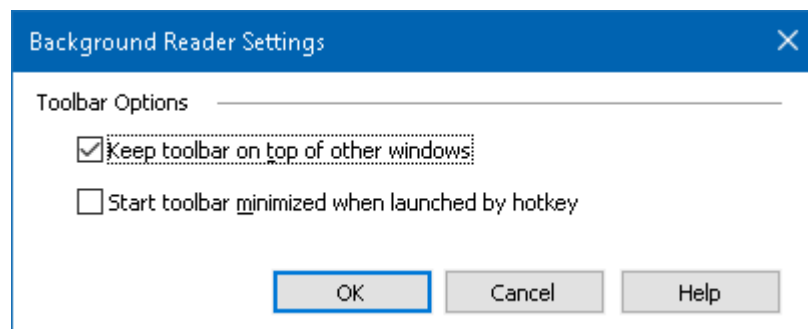 Background Reader Settings
Toolbar Options
Keep toolbar on top of other windows
Start toolbar minimized when launched by hotkey
OK Cancel Help